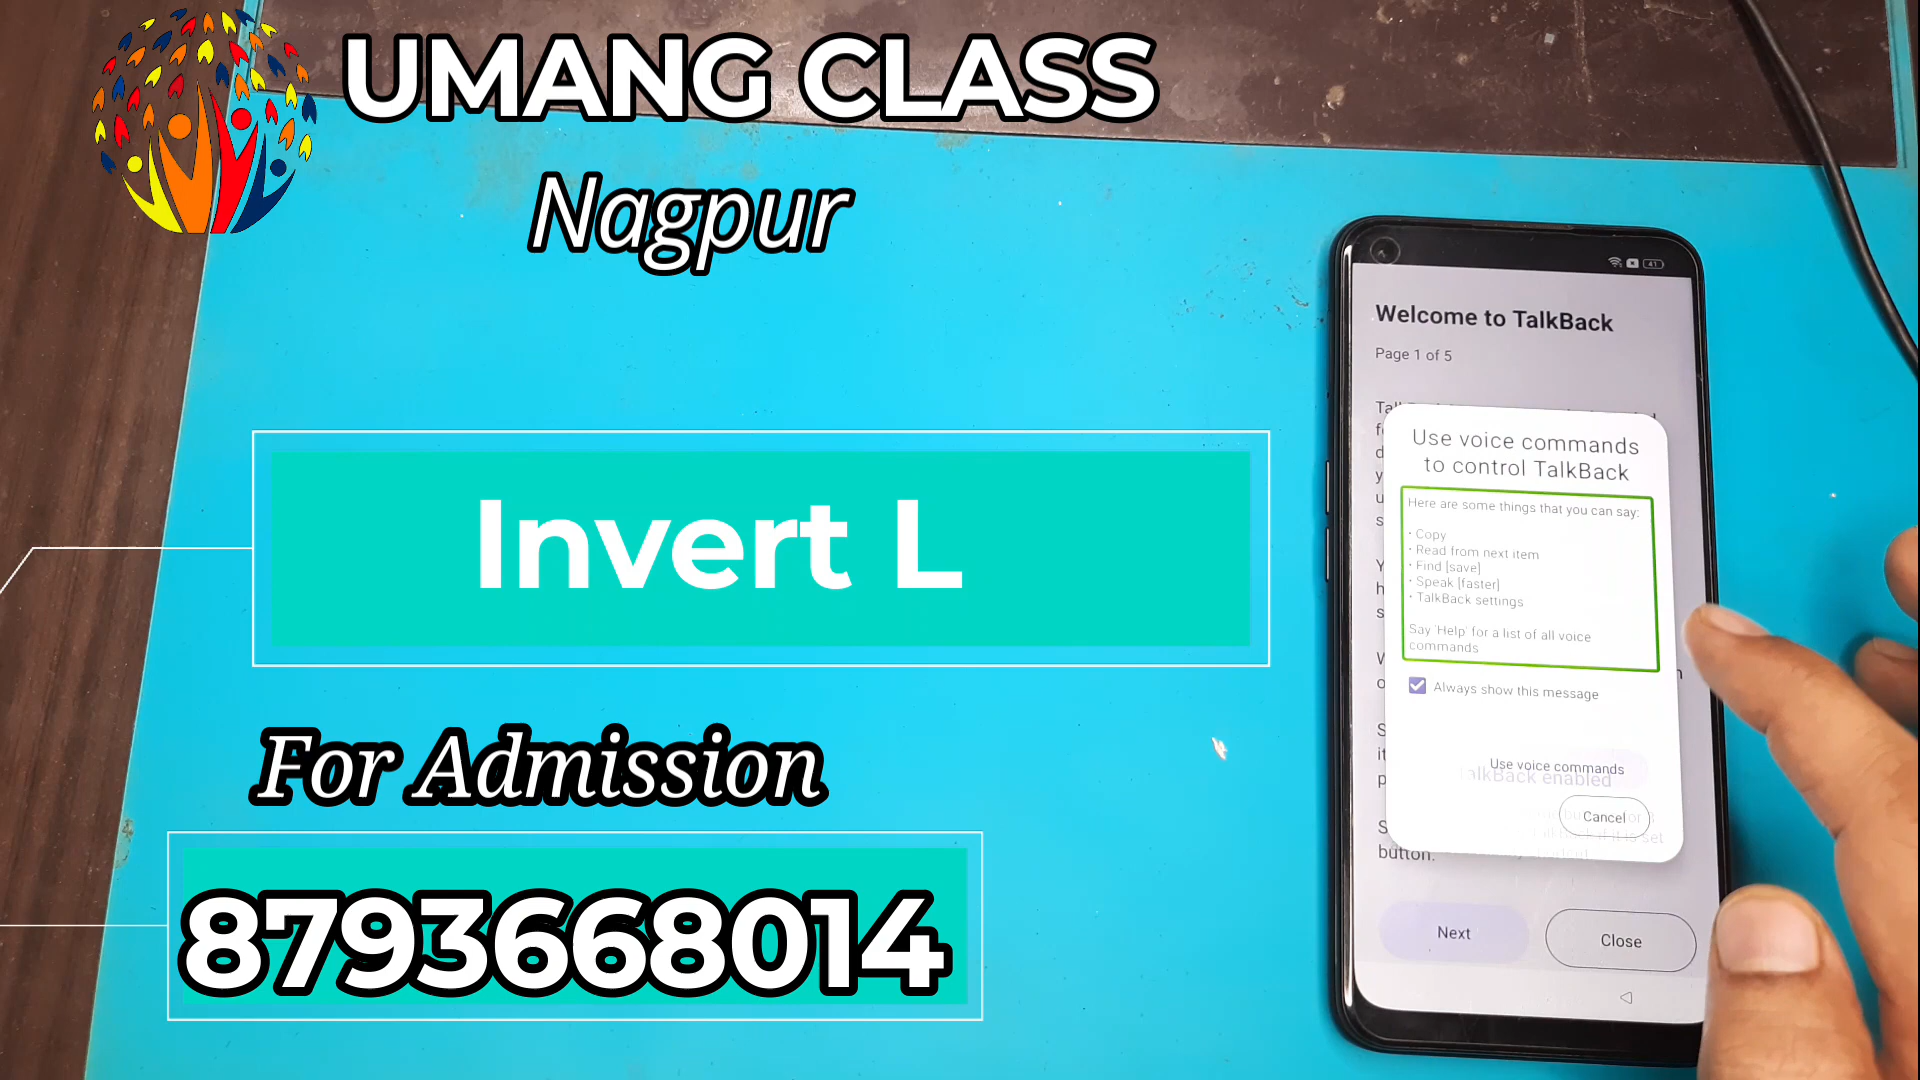 UMANG CLASS
Nagpur
Invert L
For Admission
8793668014
41
Welcome to TalkBack
Page 1 of 5
Use voice commands
to control TalkBack
Here are some things that you can say:
• Copy
• Read from next item
• Find [save]
• Speak [faster]
• TalkBack settings
Say 'Help' for a list of all voice
commands
Always show this message
Use voice commands
TalkBack enabled
Cancel
button.
Next
Close